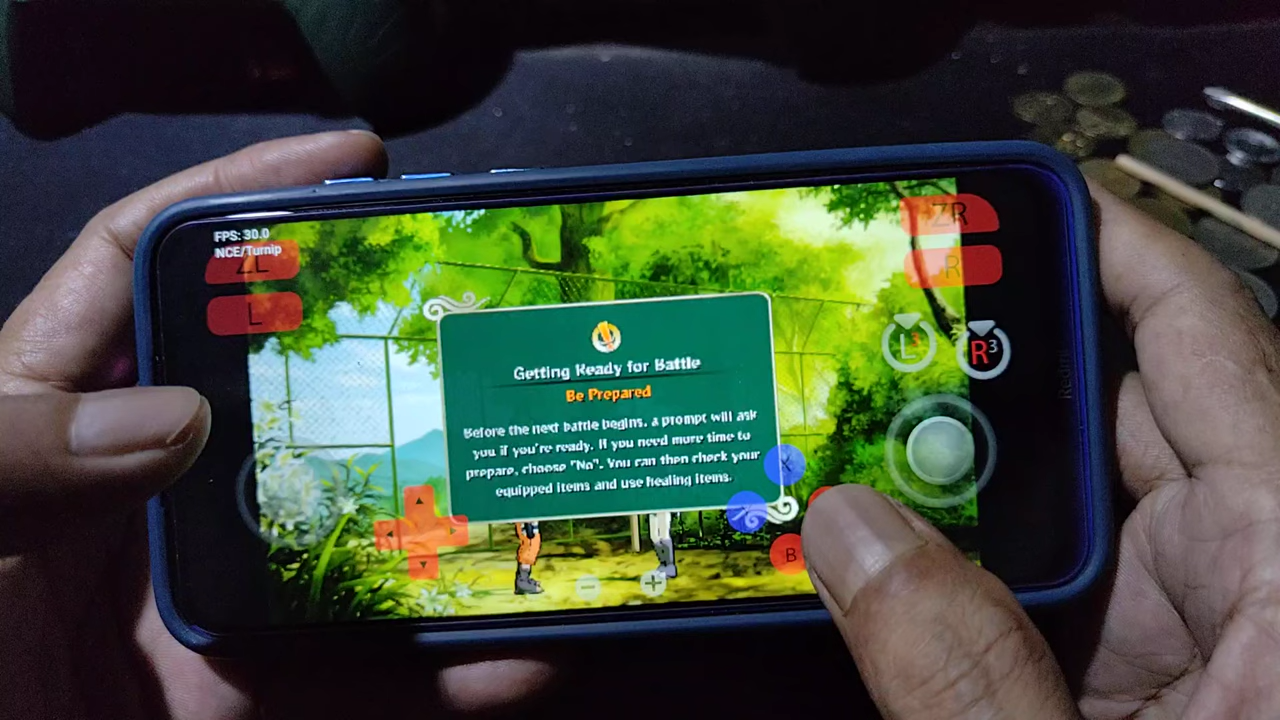 FPS: 30.0
NCE/Turnip
ZL
L
ZR
R
L3
R3
Getting Ready for Battle
Be Prepared
Before the next battle begins, a prompt will ask
you if you're ready. If you need more time to
prepare, choose "No". You can then check your
equipped items and use healing items.
X
B
Redmi